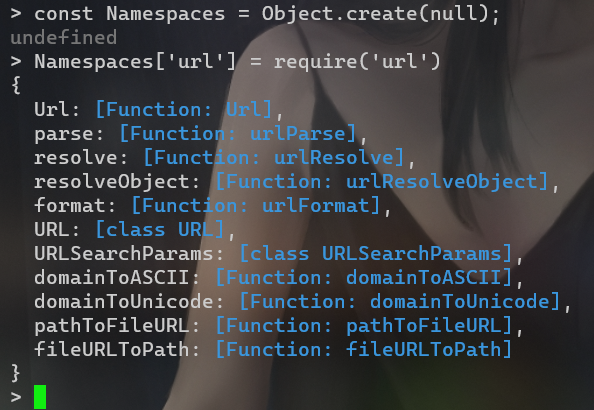 > const Namespaces = Object.create(null);
undefined
> Namespaces['url'] = require('url')
{
  Url: [Function: Url],
  parse: [Function: urlParse],
  resolve: [Function: urlResolve],
  resolveObject: [Function: urlResolveObject],
  format: [Function: urlFormat],
  URL: [class URL],
  URLSearchParams: [class URLSearchParams],
  domainToASCII: [Function: domainToASCII],
  domainToUnicode: [Function: domainToUnicode],
  pathToFileURL: [Function: pathToFileURL],
  fileURLToPath: [Function: fileURLToPath]
}
>